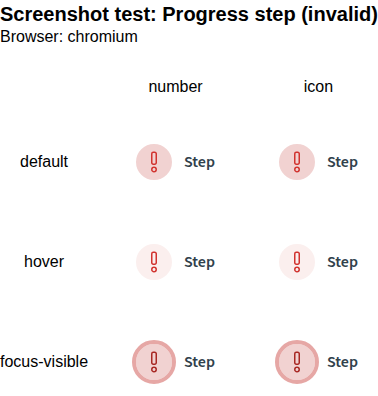 Screenshot test: Progress step (invalid)
Browser: chromium
number icon
default Step Step
hover Step Step
focus-visible Step Step